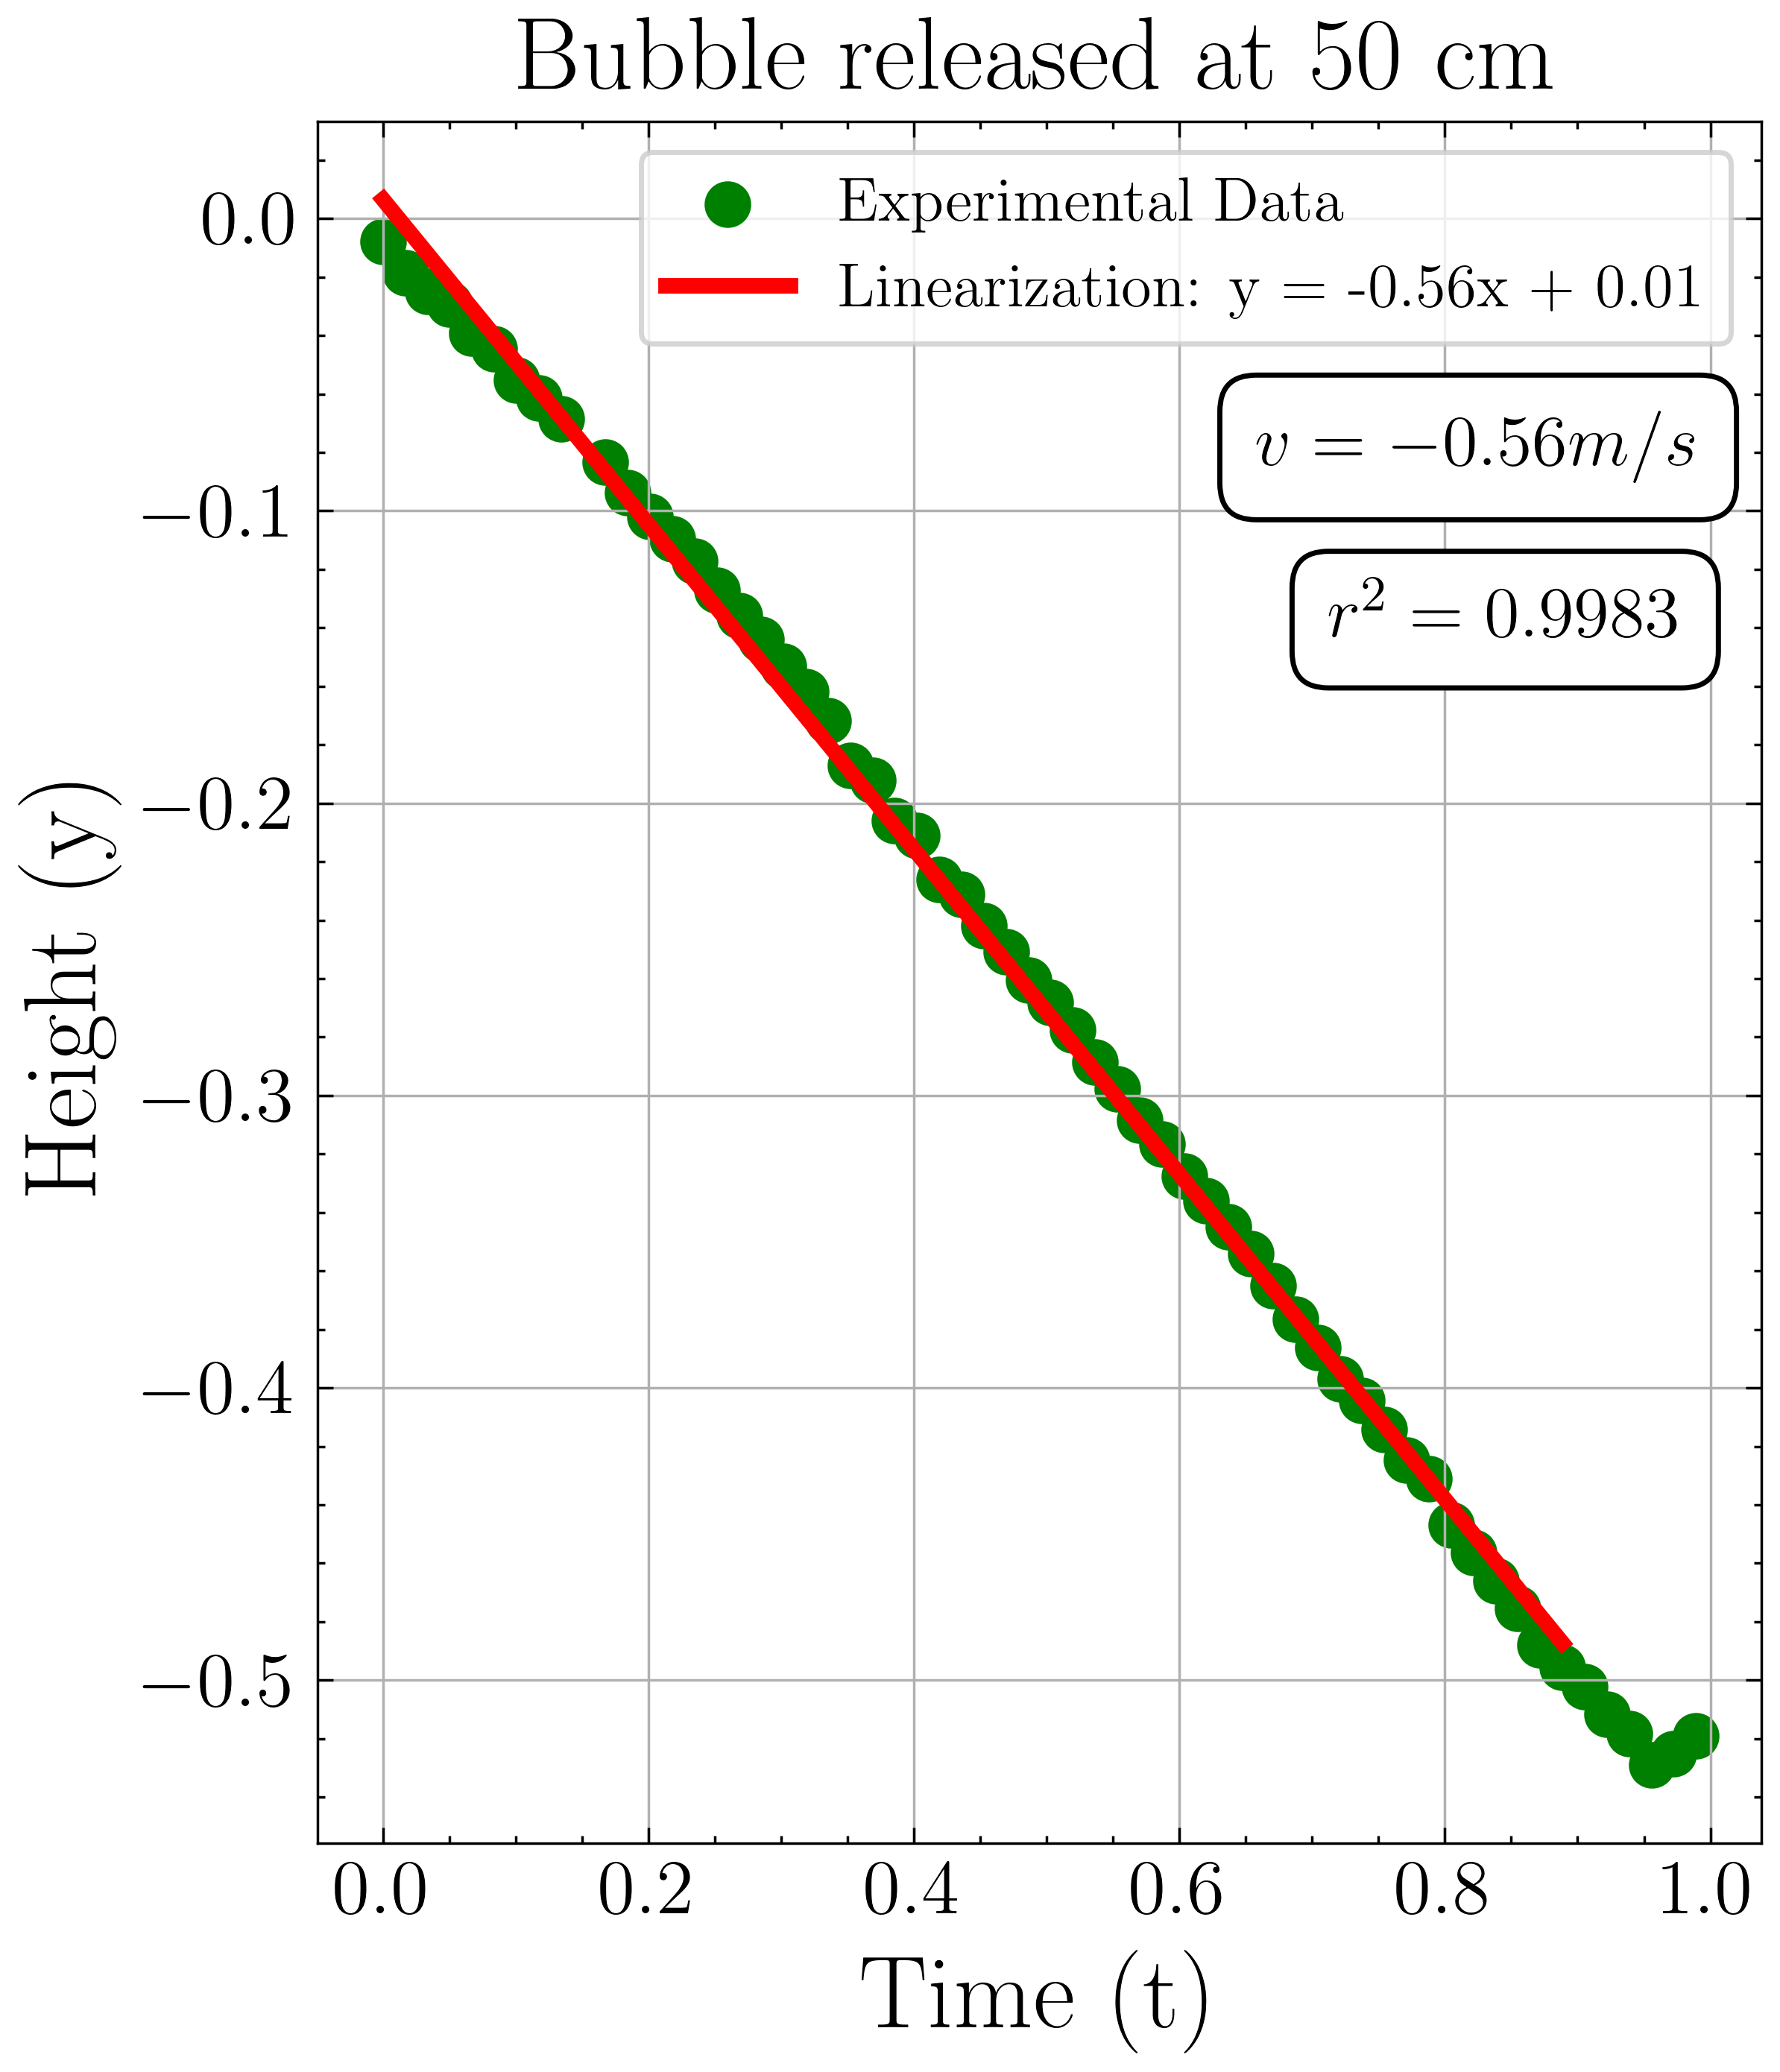 Bubble released at 50 cm
Experimental Data
Linearization: y = -0.56x + 0.01
v = −0.56m/s
r² = 0.9983
Height (y)
0.0
−0.1
−0.2
−0.3
−0.4
−0.5
0.0 0.2 0.4 0.6 0.8 1.0
Time (t)